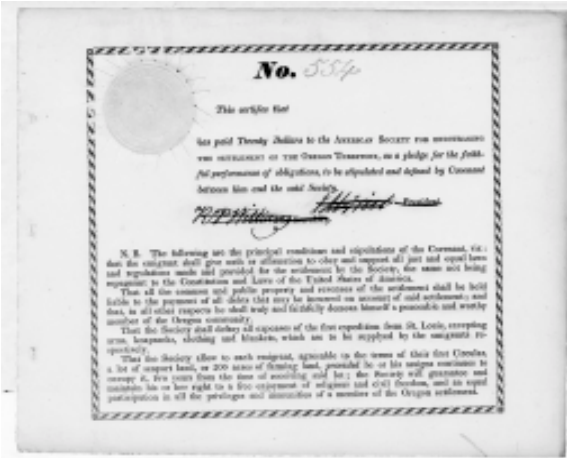 No. 554
This certifies that
has paid Twenty Dollars to the American Society for encouraging
the settlement of the Oregon Territory, as a pledge for the faith-
ful performance of obligations, to be stipulated and defined by Covenant
between him and the said Society.
President.
N. B. The following are the principal conditions and stipulations of the Covenant, viz:
that the emigrant shall give oath or affirmation to obey and support all just and equal laws
and regulations made and provided for the settlement by the Society, the same not being
repugnant to the Constitution and Laws of the United States of America.
That all the common and public property and revenues of the settlement shall be held
liable to the payment of all debts that may be incurred on account of said settlement; and
that, in all other respects he shall truly and faithfully demean himself a peaceable and worthy
member of the Oregon community.
That the Society shall defray all expenses of the first expedition from St. Louis, excepting
arms, knapsacks, clothing and blankets, which are to be supplied by the emigrants re-
spectively.
That the Society allow to each emigrant, agreeable to the terms of their first Circular,
a lot of seaport land, or 200 acres of farming land, provided he or his assigns continues to
occupy it, five years from the time of receiving said lot; the Society will guarantee and
maintain his or her right to a free enjoyment of religious and civil freedom, and an equal
participation in all the privileges and immunities of a member of the Oregon settlement.